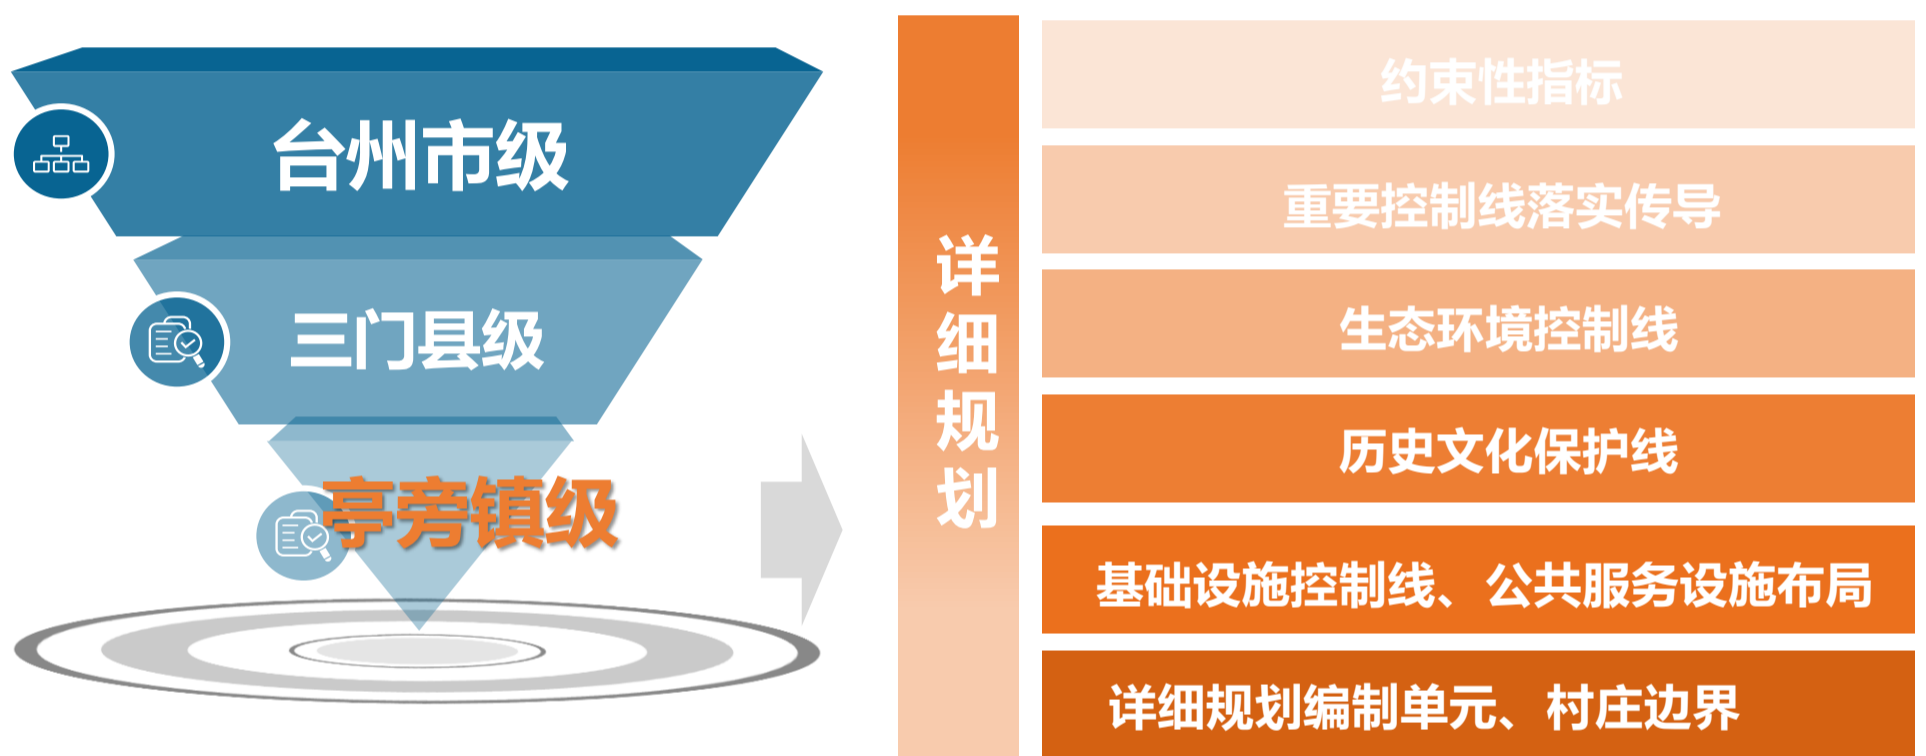 台州市级
三门县级
亭旁镇级
详细规划
约束性指标
重要控制线落实传导
生态环境控制线
历史文化保护线
基础设施控制线、公共服务设施布局
详细规划编制单元、村庄边界